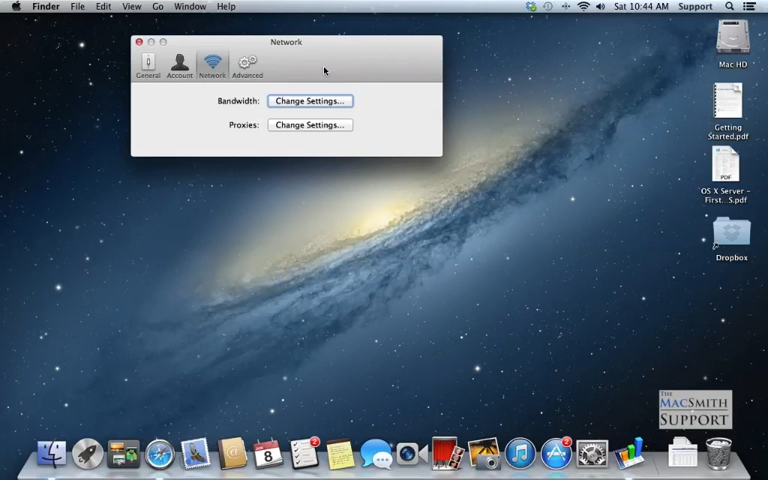 Finder File Edit View Go Window Help Sat 10:44 AM Support
Network
General Account Network Advanced
Bandwidth: Change Settings...
Proxies: Change Settings...
Mac HD
Getting
Started.pdf
PDF
OS X Server –
First...S.pdf
Dropbox
THE
MACSMITH
SUPPORT
8
2
2